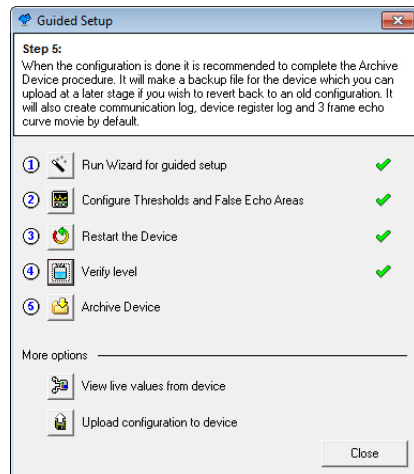 Guided Setup
Step 5:
When the configuration is done it is recommended to complete the Archive
Device procedure. It will make a backup file for the device which you can
upload at a later stage if you wish to revert back to an old configuration. It
will also create communication log, device register log and 3 frame echo
curve movie by default.
1 Run Wizard for guided setup
2 Configure Thresholds and False Echo Areas
3 Restart the Device
4 Verify level
5 Archive Device
More options
View live values from device
Upload configuration to device
Close